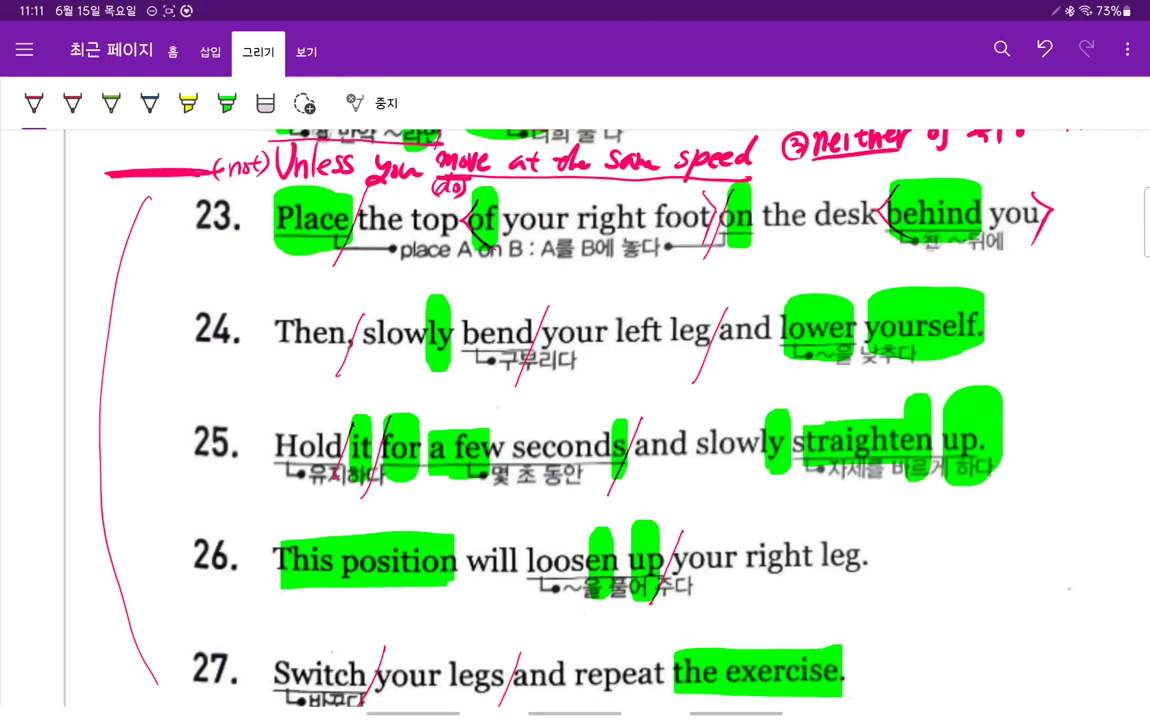 11:11 6월 15일 목요일 73%
최근 페이지 홈 삽입 그리기 보기
중지
(not) Unless you move at the same speed ③ neither of
(do)
23. Place the top of your right foot on the desk behind you
place A on B : A를 B에 놓다 전 ~뒤에
24. Then, slowly bend your left leg and lower yourself.
구부리다 ~을 낮추다
25. Hold it for a few seconds and slowly straighten up.
유지하다 몇 초 동안 자세를 바르게 하다
26. This position will loosen up your right leg.
~을 풀어 주다
27. Switch your legs and repeat the exercise.
바꾸다